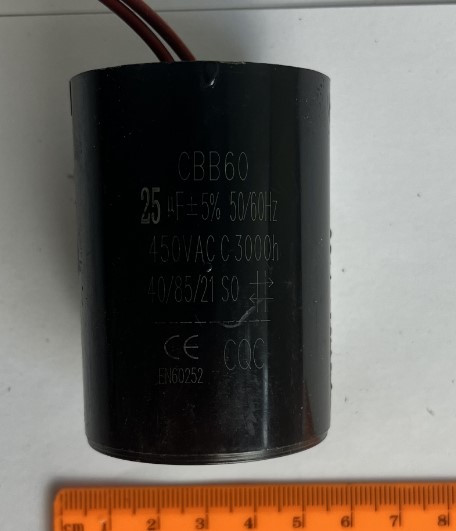 CBB60
25 µF±5% 50/60Hz
450VAC C 3000h
40/85/21 S0
CE CQC
EN60252
cm 1 2 3 4 5 6 7 8